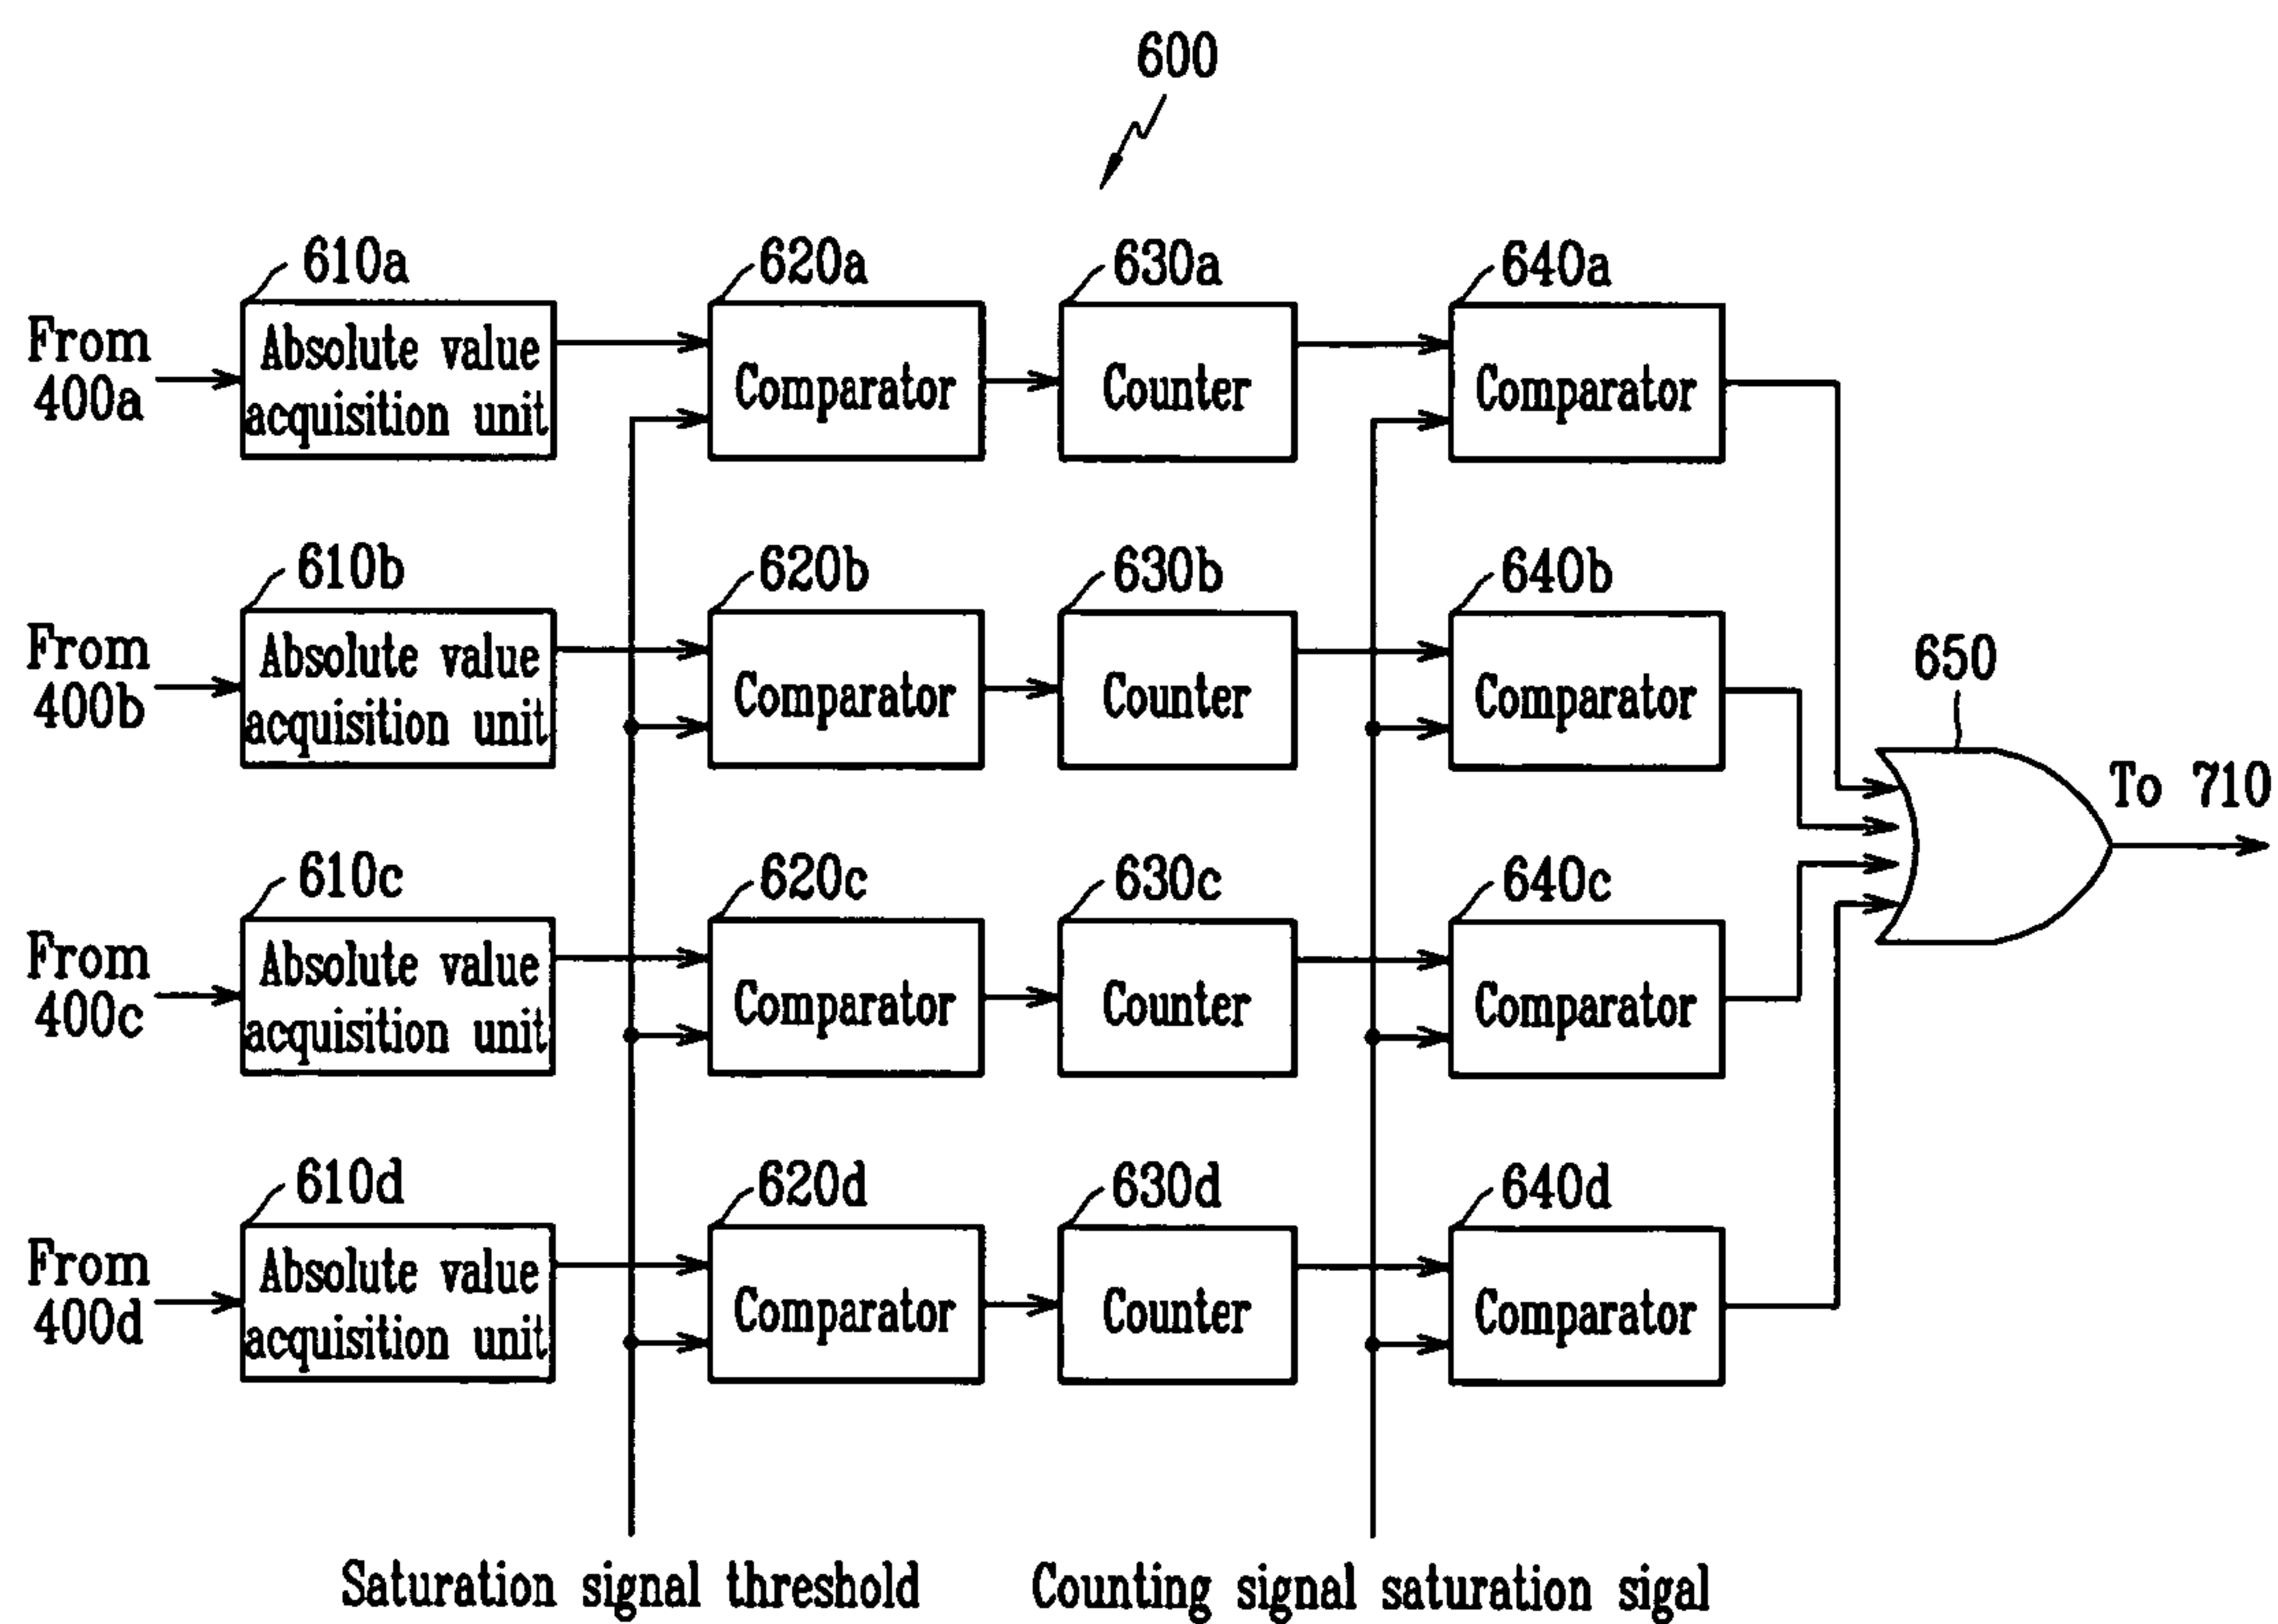 600
610a
620a
630a
640a
From
400a
Absolute value
acquisition unit
Comparator
Counter
Comparator
610b
620b
630b
640b
From
400b
Absolute value
acquisition unit
Comparator
Counter
Comparator
650
To 710
610c
620c
630c
640c
From
400c
Absolute value
acquisition unit
Comparator
Counter
Comparator
610d
620d
630d
640d
From
400d
Absolute value
acquisition unit
Comparator
Counter
Comparator
Saturation signal threshold
Counting signal saturation sigal